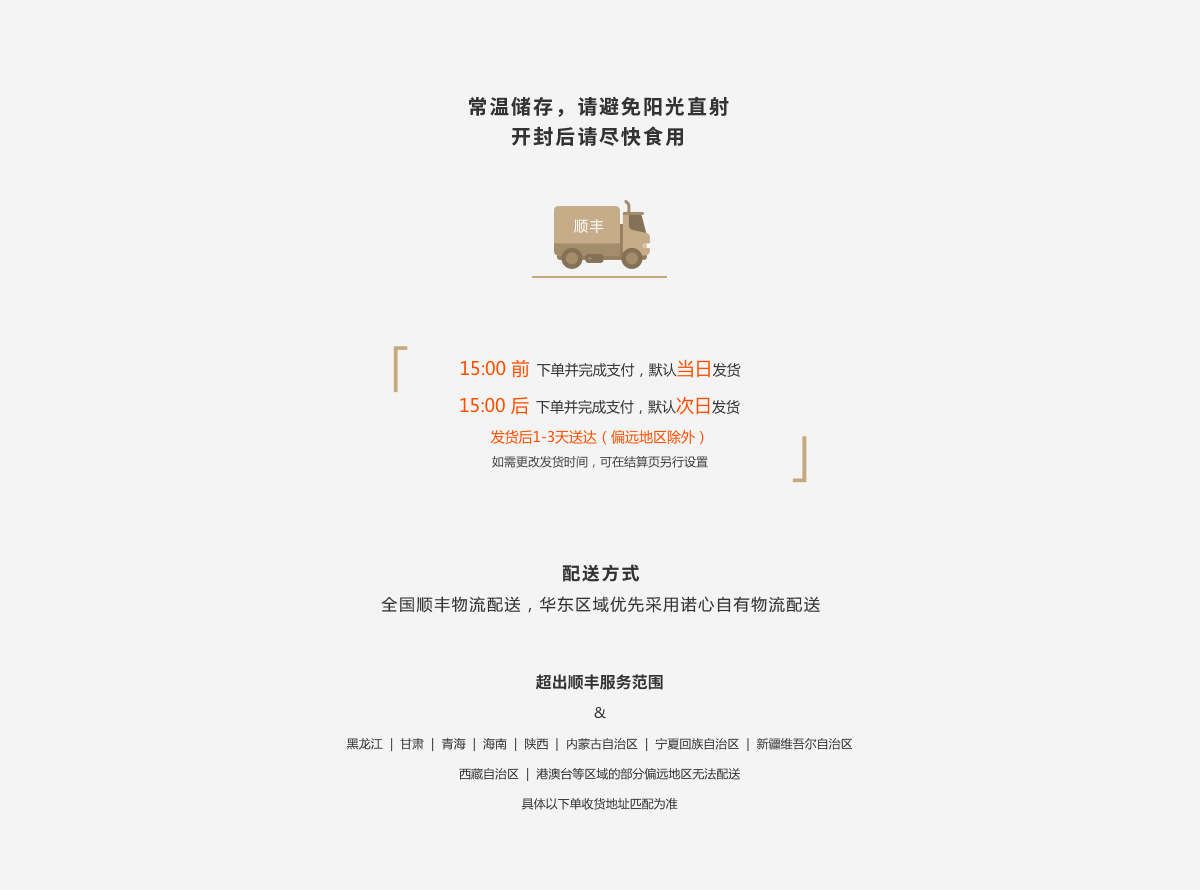 常温储存，请避免阳光直射
开封后请尽快食用
顺丰
15:00 前 下单并完成支付，默认当日发货
15:00 后 下单并完成支付，默认次日发货
发货后1-3天送达（偏远地区除外）
如需更改发货时间，可在结算页另行设置
配送方式
全国顺丰物流配送，华东区域优先采用诺心自有物流配送
超出顺丰服务范围
&
黑龙江 | 甘肃 | 青海 | 海南 | 陕西 | 内蒙古自治区 | 宁夏回族自治区 | 新疆维吾尔自治区
西藏自治区 | 港澳台等区域的部分偏远地区无法配送
具体以下单收货地址匹配为准